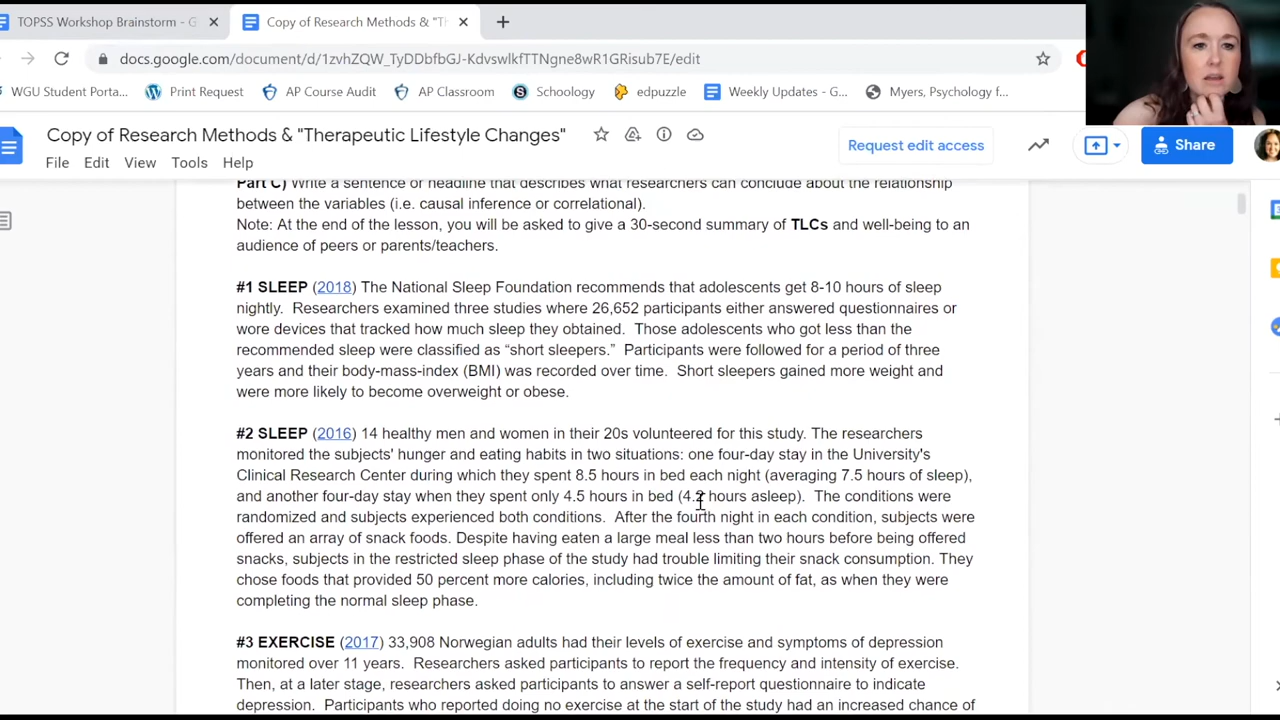 TOPSS Workshop Brainstorm - G
Copy of Research Methods & "Th
docs.google.com/document/d/1zvhZQW_TyDDbfbGJ-KdvswlkfTTNgne8wR1GRisub7E/edit
WGU Student Porta... Print Request AP Course Audit AP Classroom Schoology edpuzzle Weekly Updates - G... Myers, Psychology f...
Copy of Research Methods & "Therapeutic Lifestyle Changes"
File Edit View Tools Help
Request edit access
Share
Part C) Write a sentence or headline that describes what researchers can conclude about the relationship
between the variables (i.e. causal inference or correlational).
Note: At the end of the lesson, you will be asked to give a 30-second summary of TLCs and well-being to an
audience of peers or parents/teachers.
#1 SLEEP (2018) The National Sleep Foundation recommends that adolescents get 8-10 hours of sleep
nightly. Researchers examined three studies where 26,652 participants either answered questionnaires or
wore devices that tracked how much sleep they obtained. Those adolescents who got less than the
recommended sleep were classified as “short sleepers.” Participants were followed for a period of three
years and their body-mass-index (BMI) was recorded over time. Short sleepers gained more weight and
were more likely to become overweight or obese.
#2 SLEEP (2016) 14 healthy men and women in their 20s volunteered for this study. The researchers
monitored the subjects' hunger and eating habits in two situations: one four-day stay in the University's
Clinical Research Center during which they spent 8.5 hours in bed each night (averaging 7.5 hours of sleep),
and another four-day stay when they spent only 4.5 hours in bed (4.2 hours asleep). The conditions were
randomized and subjects experienced both conditions. After the fourth night in each condition, subjects were
offered an array of snack foods. Despite having eaten a large meal less than two hours before being offered
snacks, subjects in the restricted sleep phase of the study had trouble limiting their snack consumption. They
chose foods that provided 50 percent more calories, including twice the amount of fat, as when they were
completing the normal sleep phase.
#3 EXERCISE (2017) 33,908 Norwegian adults had their levels of exercise and symptoms of depression
monitored over 11 years. Researchers asked participants to report the frequency and intensity of exercise.
Then, at a later stage, researchers asked participants to answer a self-report questionnaire to indicate
depression. Participants who reported doing no exercise at the start of the study had an increased chance of